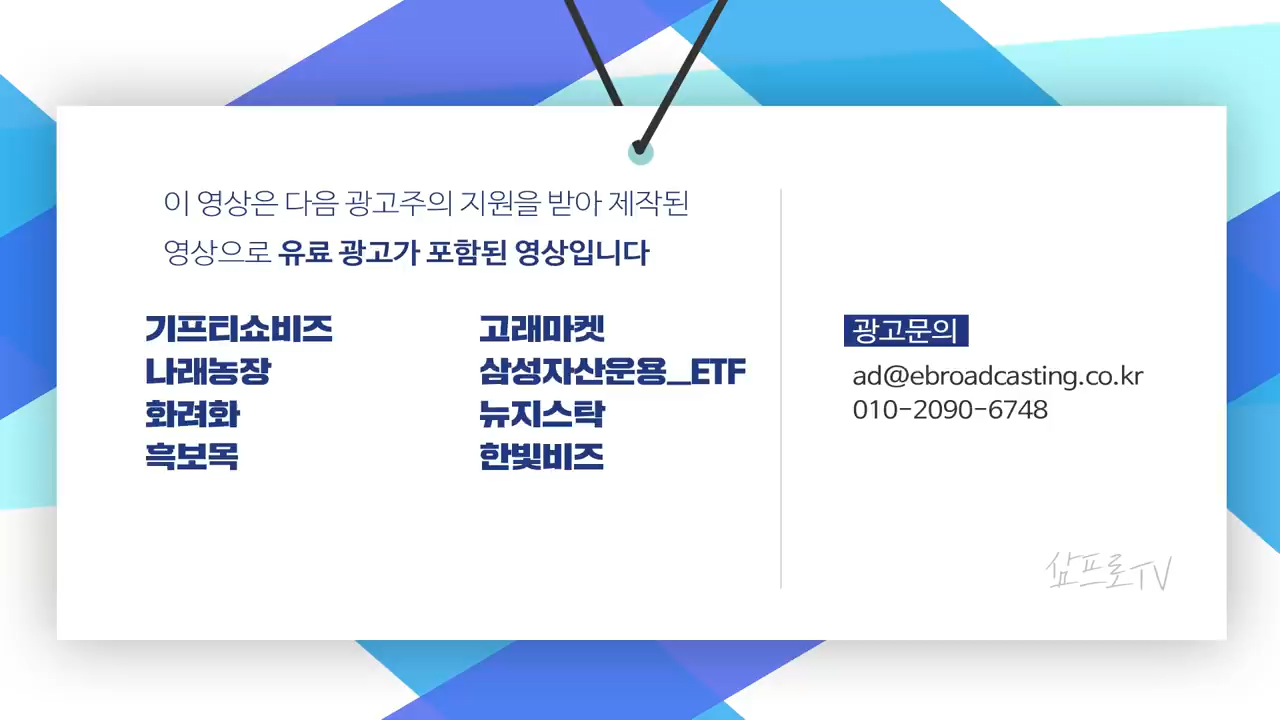 이 영상은 다음 광고주의 지원을 받아 제작된
영상으로 유료 광고가 포함된 영상입니다
기프티쇼비즈
나래농장
화려화
흑보목
고래마켓
삼성자산운용_ETF
뉴지스탁
한빛비즈
광고문의
ad@ebroadcasting.co.kr
010-2090-6748
삼프로TV